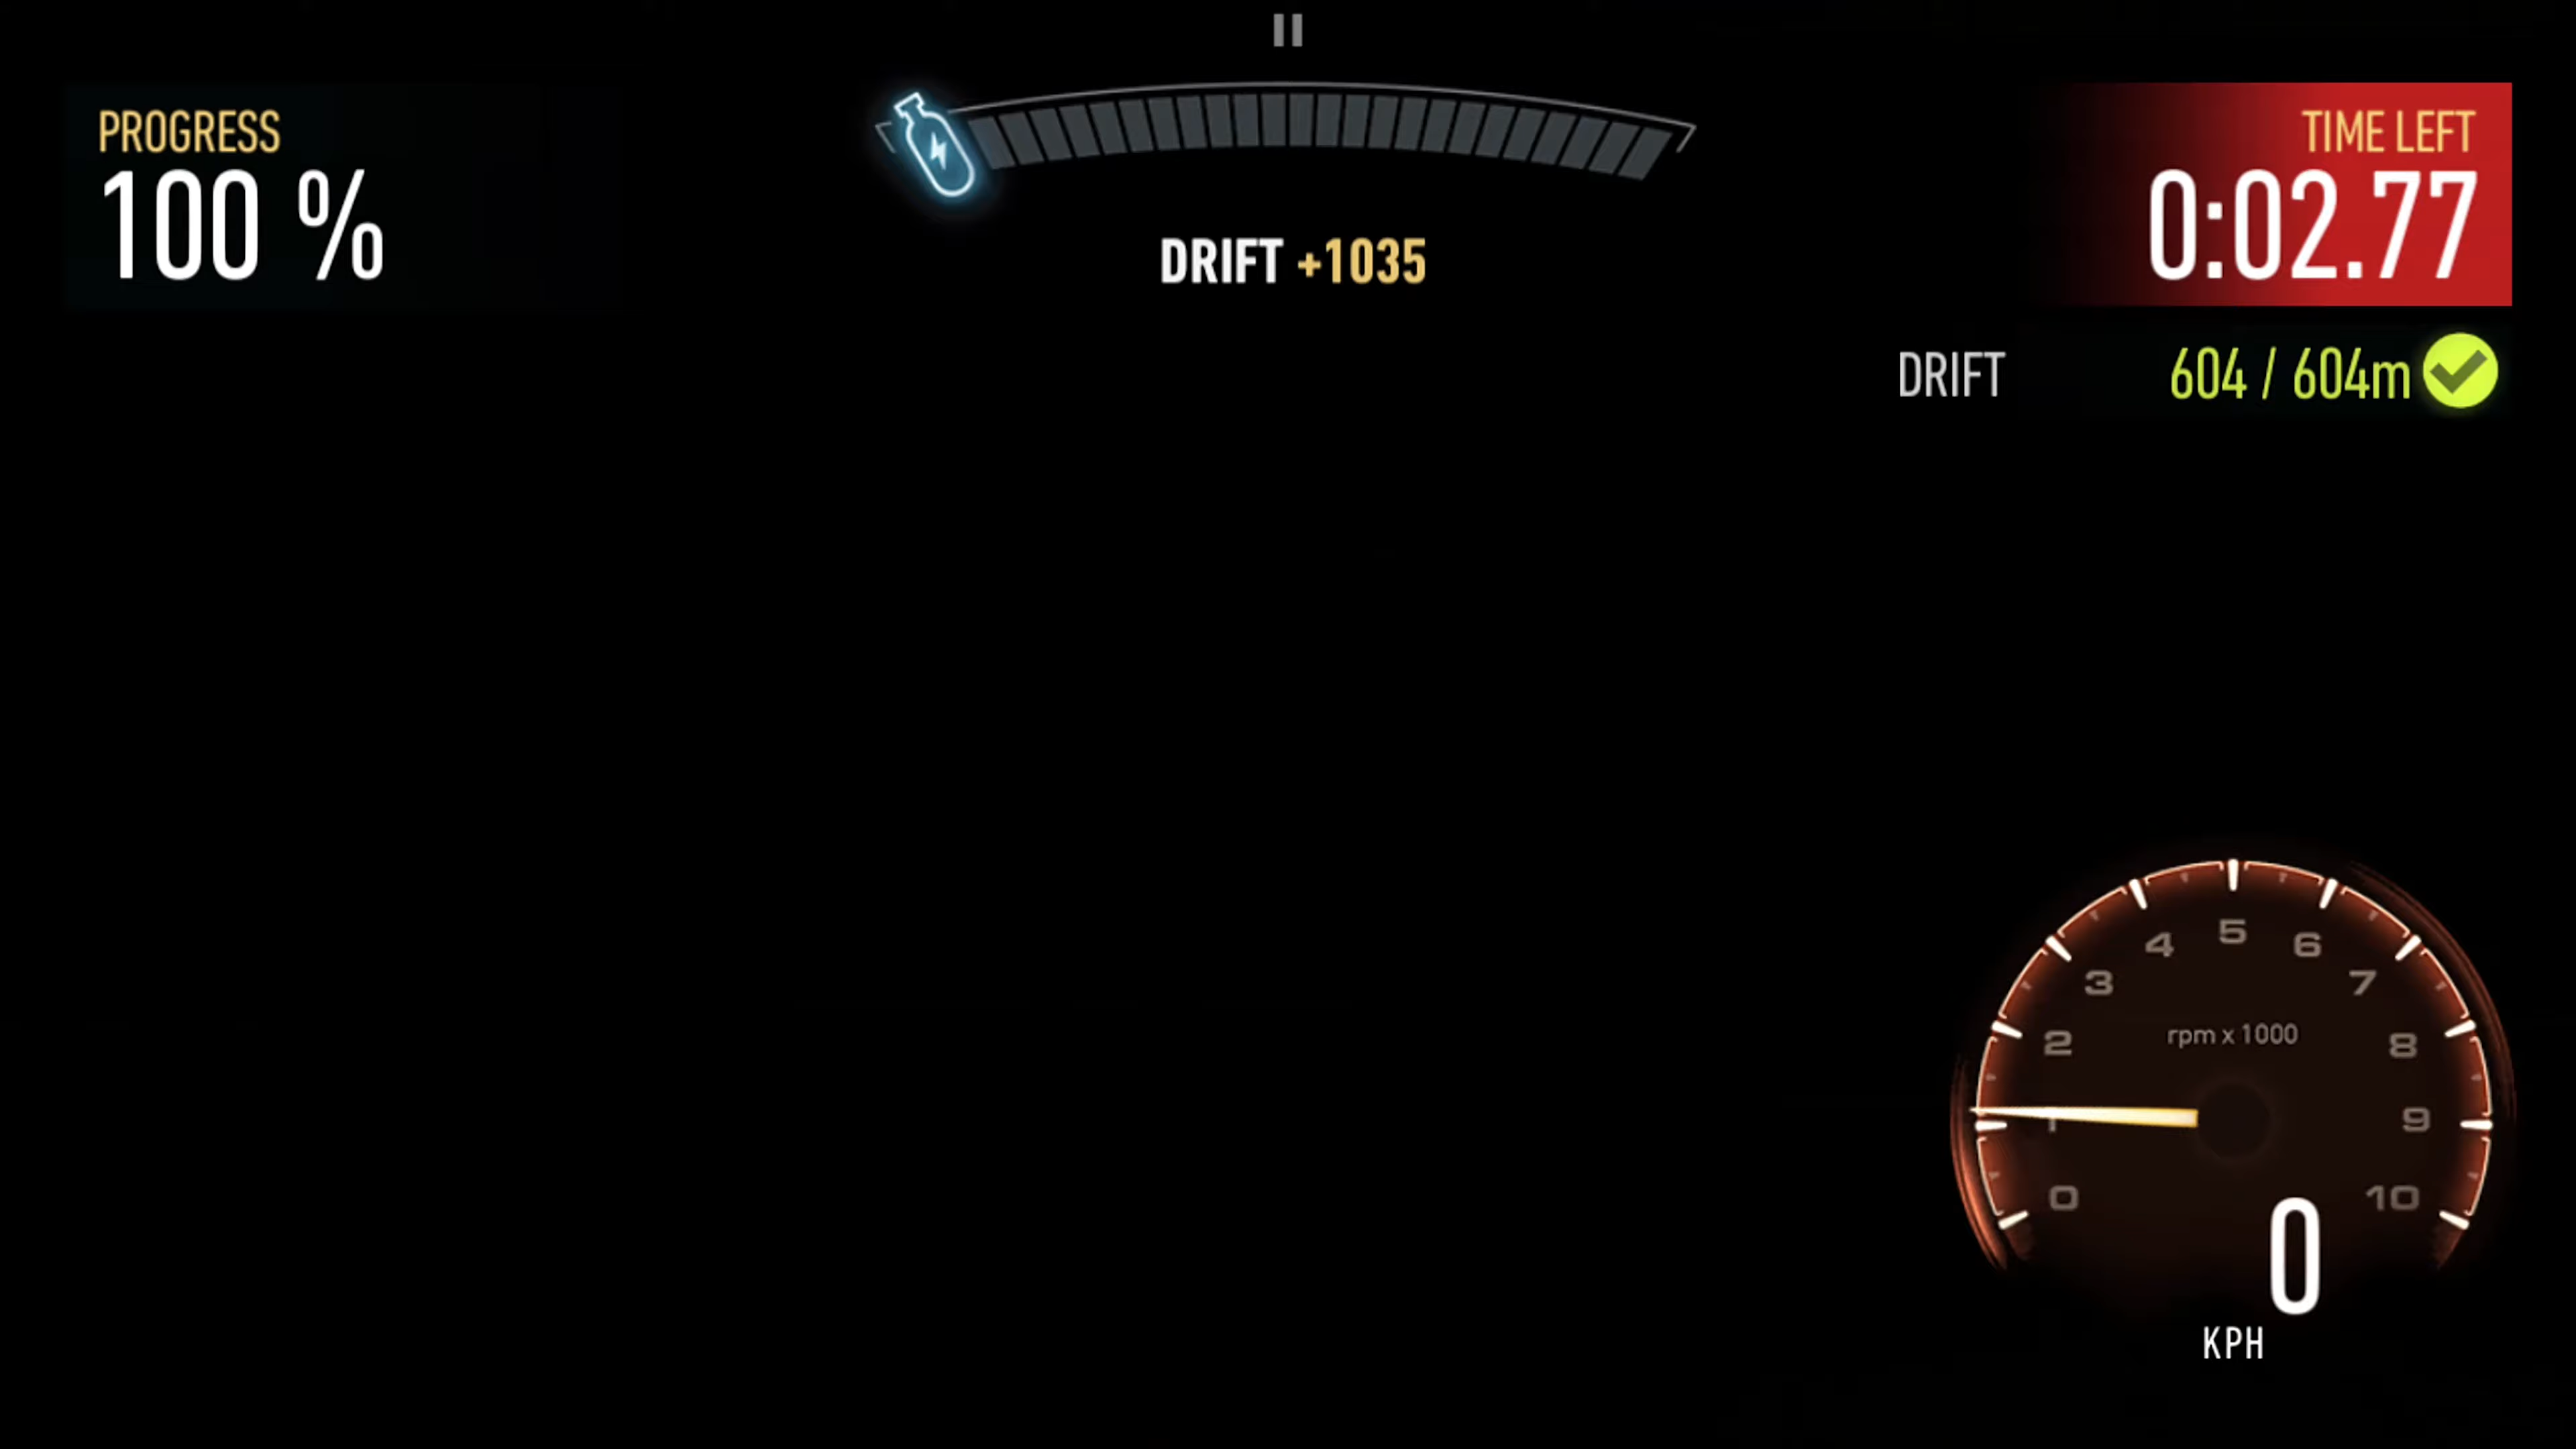 PROGRESS
100 %
DRIFT +1035
TIME LEFT
0:02.77
DRIFT 604 / 604m
0 1 2 3 4 5 6 7 8 9 10
rpm x 1000
0
KPH